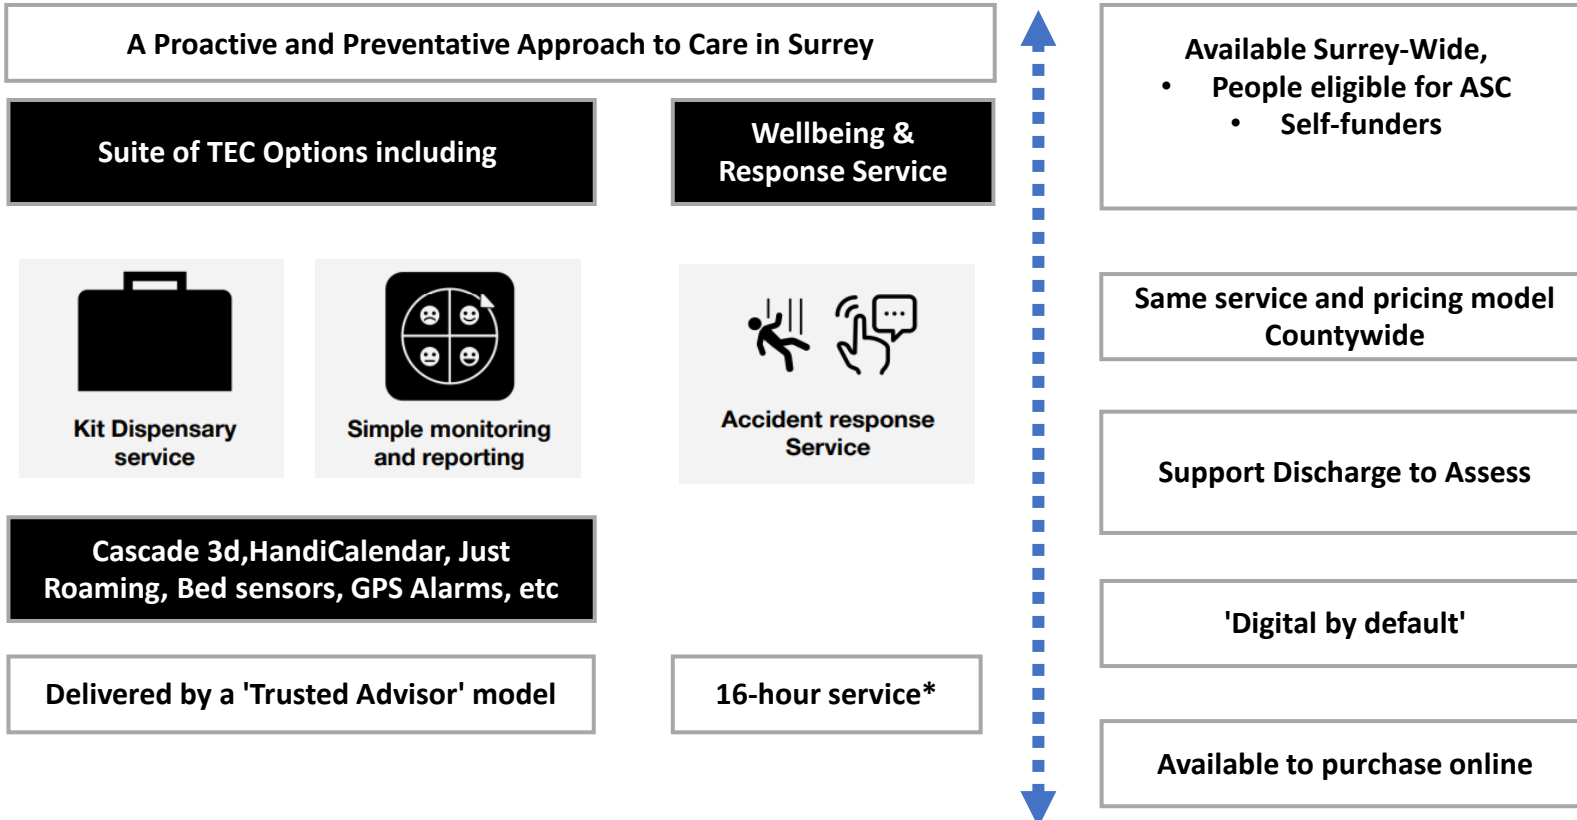 A Proactive and Preventative Approach to Care in Surrey
Suite of TEC Options including
Wellbeing &
Response Service
Kit Dispensary
service
Simple monitoring
and reporting
Accident response
Service
Cascade 3d,HandiCalendar, Just
Roaming, Bed sensors, GPS Alarms, etc
Delivered by a 'Trusted Advisor' model
16-hour service*
Available Surrey-Wide,
• People eligible for ASC
• Self-funders
Same service and pricing model
Countywide
Support Discharge to Assess
'Digital by default'
Available to purchase online